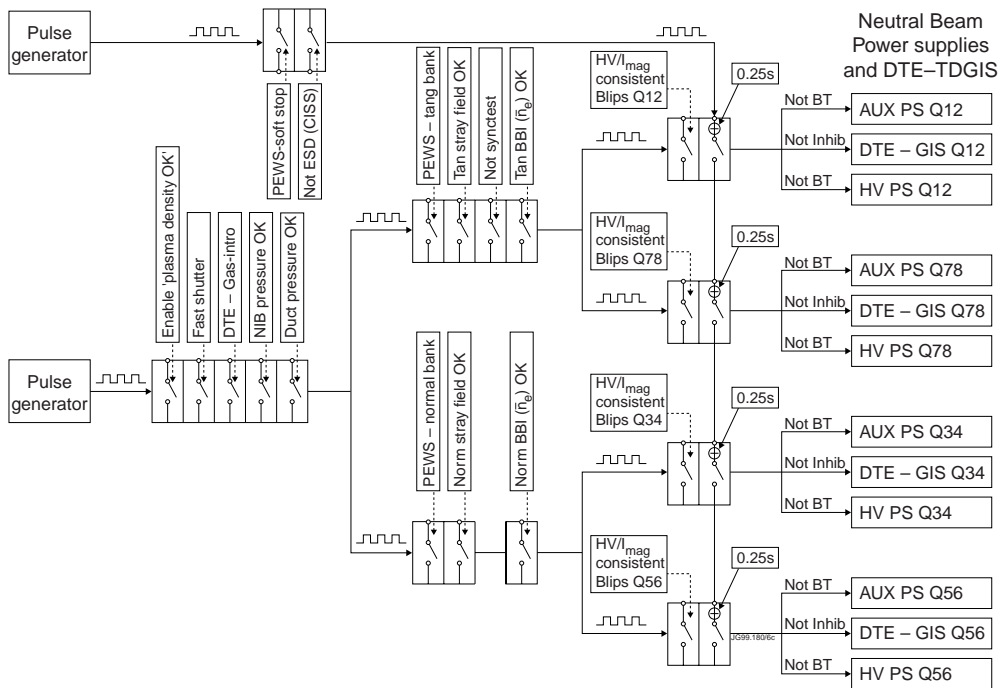 Neutral Beam
Power supplies
and DTE–TDGIS
Pulse
generator
PEWS-soft stop
Not ESD (CISS)
HV/Imag
consistent
Blips Q12
0.25s
Not BT
AUX PS Q12
Not Inhib
DTE – GIS Q12
Not BT
HV PS Q12
PEWS – tang bank
Tan stray field OK
Not synctest
Tan BBI (n̄e) OK
HV/Imag
consistent
Blips Q78
0.25s
Not BT
AUX PS Q78
Not Inhib
DTE – GIS Q78
Not BT
HV PS Q78
Pulse
generator
Enable 'plasma density OK'
Fast shutter
DTE – Gas-intro
NIB pressure OK
Duct pressure OK
PEWS – normal bank
Norm stray field OK
Norm BBI (n̄e) OK
HV/Imag
consistent
Blips Q34
0.25s
Not BT
AUX PS Q34
Not Inhib
DTE – GIS Q34
Not BT
HV PS Q34
HV/Imag
consistent
Blips Q56
0.25s
Not BT
AUX PS Q56
Not Inhib
DTE – GIS Q56
Not BT
HV PS Q56
JG99.180/6c